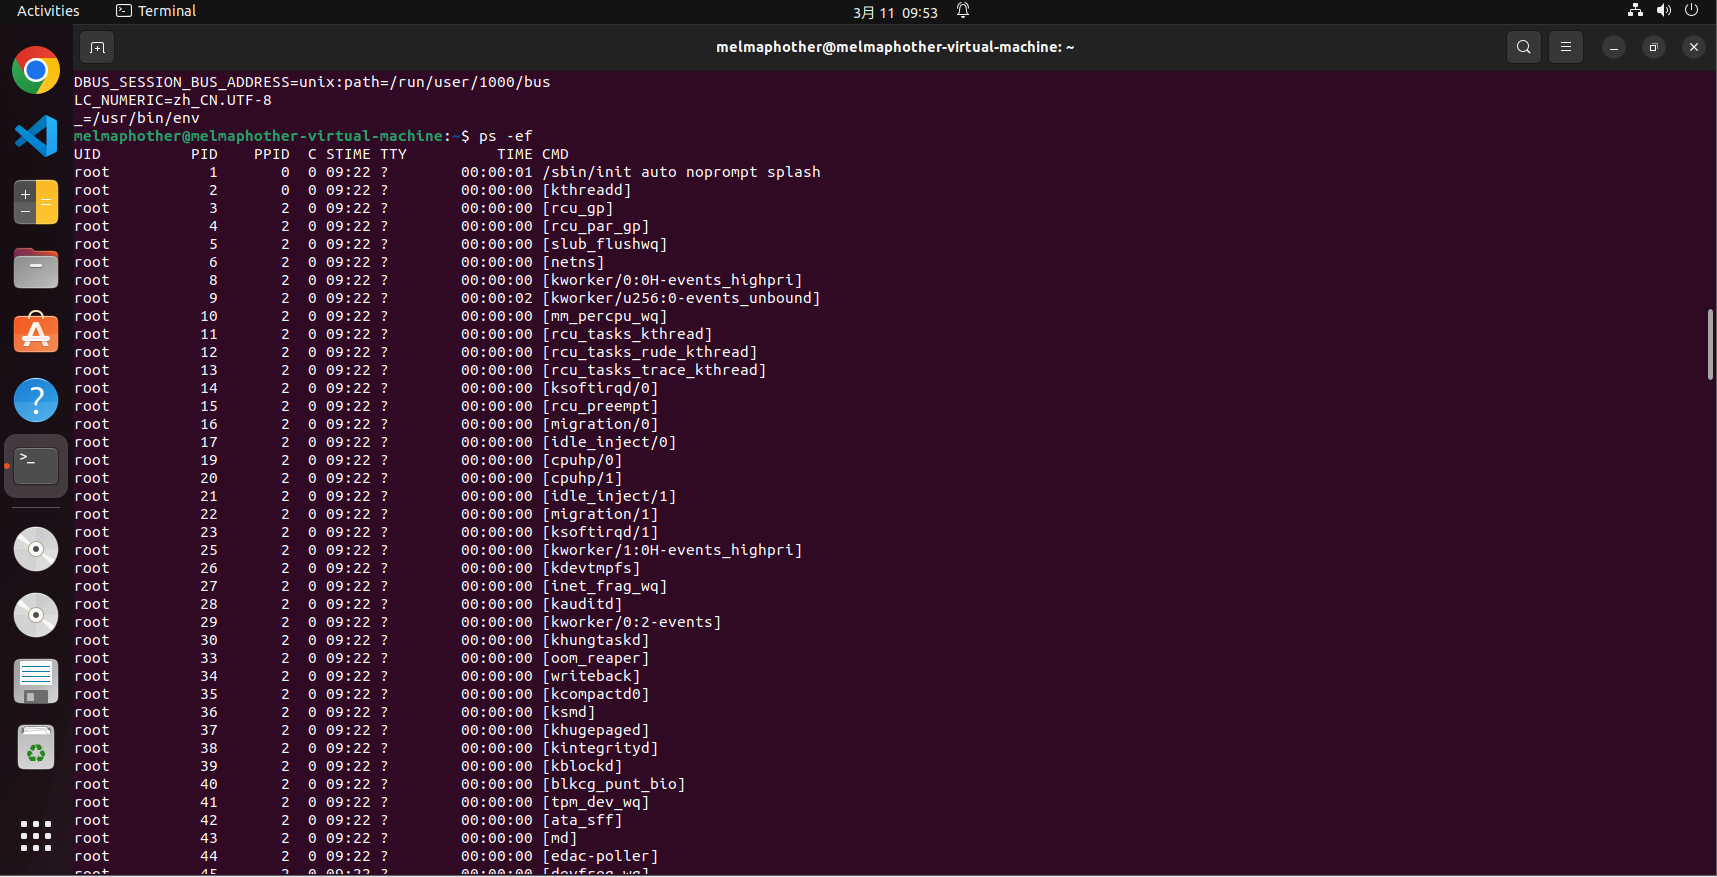 Activities Terminal 3月 11 09:53
melmaphother@melmaphother-virtual-machine: ~
DBUS_SESSION_BUS_ADDRESS=unix:path=/run/user/1000/bus
LC_NUMERIC=zh_CN.UTF-8
_=/usr/bin/env
melmaphother@melmaphother-virtual-machine:~$ ps -ef
UID PID PPID C STIME TTY TIME CMD
root 1 0 0 09:22 ? 00:00:01 /sbin/init auto noprompt splash
root 2 0 0 09:22 ? 00:00:00 [kthreadd]
root 3 2 0 09:22 ? 00:00:00 [rcu_gp]
root 4 2 0 09:22 ? 00:00:00 [rcu_par_gp]
root 5 2 0 09:22 ? 00:00:00 [slub_flushwq]
root 6 2 0 09:22 ? 00:00:00 [netns]
root 8 2 0 09:22 ? 00:00:00 [kworker/0:0H-events_highpri]
root 9 2 0 09:22 ? 00:00:02 [kworker/u256:0-events_unbound]
root 10 2 0 09:22 ? 00:00:00 [mm_percpu_wq]
root 11 2 0 09:22 ? 00:00:00 [rcu_tasks_kthread]
root 12 2 0 09:22 ? 00:00:00 [rcu_tasks_rude_kthread]
root 13 2 0 09:22 ? 00:00:00 [rcu_tasks_trace_kthread]
root 14 2 0 09:22 ? 00:00:00 [ksoftirqd/0]
root 15 2 0 09:22 ? 00:00:00 [rcu_preempt]
root 16 2 0 09:22 ? 00:00:00 [migration/0]
root 17 2 0 09:22 ? 00:00:00 [idle_inject/0]
root 19 2 0 09:22 ? 00:00:00 [cpuhp/0]
root 20 2 0 09:22 ? 00:00:00 [cpuhp/1]
root 21 2 0 09:22 ? 00:00:00 [idle_inject/1]
root 22 2 0 09:22 ? 00:00:00 [migration/1]
root 23 2 0 09:22 ? 00:00:00 [ksoftirqd/1]
root 25 2 0 09:22 ? 00:00:00 [kworker/1:0H-events_highpri]
root 26 2 0 09:22 ? 00:00:00 [kdevtmpfs]
root 27 2 0 09:22 ? 00:00:00 [inet_frag_wq]
root 28 2 0 09:22 ? 00:00:00 [kauditd]
root 29 2 0 09:22 ? 00:00:00 [kworker/0:2-events]
root 30 2 0 09:22 ? 00:00:00 [khungtaskd]
root 33 2 0 09:22 ? 00:00:00 [oom_reaper]
root 34 2 0 09:22 ? 00:00:00 [writeback]
root 35 2 0 09:22 ? 00:00:00 [kcompactd0]
root 36 2 0 09:22 ? 00:00:00 [ksmd]
root 37 2 0 09:22 ? 00:00:00 [khugepaged]
root 38 2 0 09:22 ? 00:00:00 [kintegrityd]
root 39 2 0 09:22 ? 00:00:00 [kblockd]
root 40 2 0 09:22 ? 00:00:00 [blkcg_punt_bio]
root 41 2 0 09:22 ? 00:00:00 [tpm_dev_wq]
root 42 2 0 09:22 ? 00:00:00 [ata_sff]
root 43 2 0 09:22 ? 00:00:00 [md]
root 44 2 0 09:22 ? 00:00:00 [edac-poller]
root 45 2 0 09:22 ? 00:00:00 [devfreq_wq]